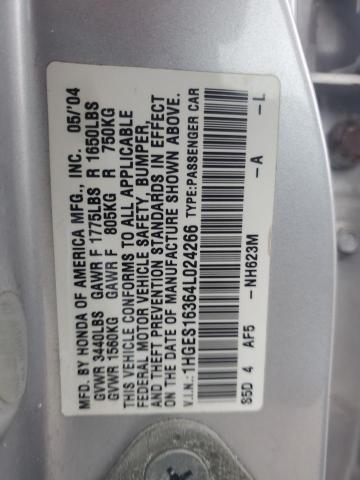 MFD. BY HONDA OF AMERICA MFG., INC. 05/'04
GVWR 3440LBS GAWR F 1775LBS R 1650LBS
GVWR 1560KG GAWR F 805KG R 750KG
THIS VEHICLE CONFORMS TO ALL APPLICABLE
FEDERAL MOTOR VEHICLE SAFETY, BUMPER,
AND THEFT PREVENTION STANDARDS IN EFFECT
ON THE DATE OF MANUFACTURE SHOWN ABOVE.
V.I.N.: 1HGES16364L024266 TYPE:PASSENGER CAR
S5D 4 AF5 -NH623M -A -L